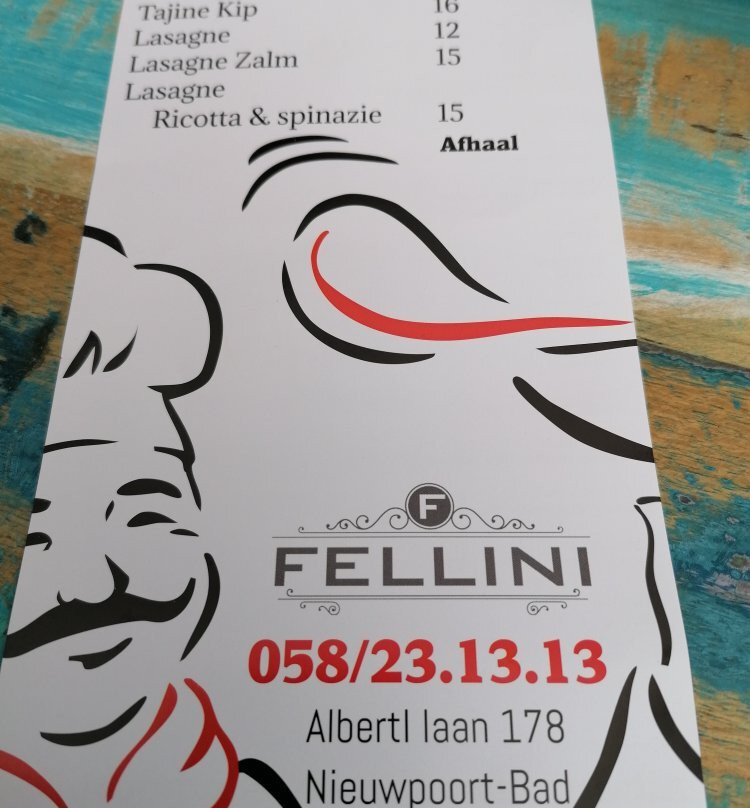 Tajine Kip 16
Lasagne 12
Lasagne Zalm 15
Lasagne
Ricotta & spinazie 15
Afhaal
F
FELLINI
058/23.13.13
AlbertI laan 178
Nieuwpoort-Bad